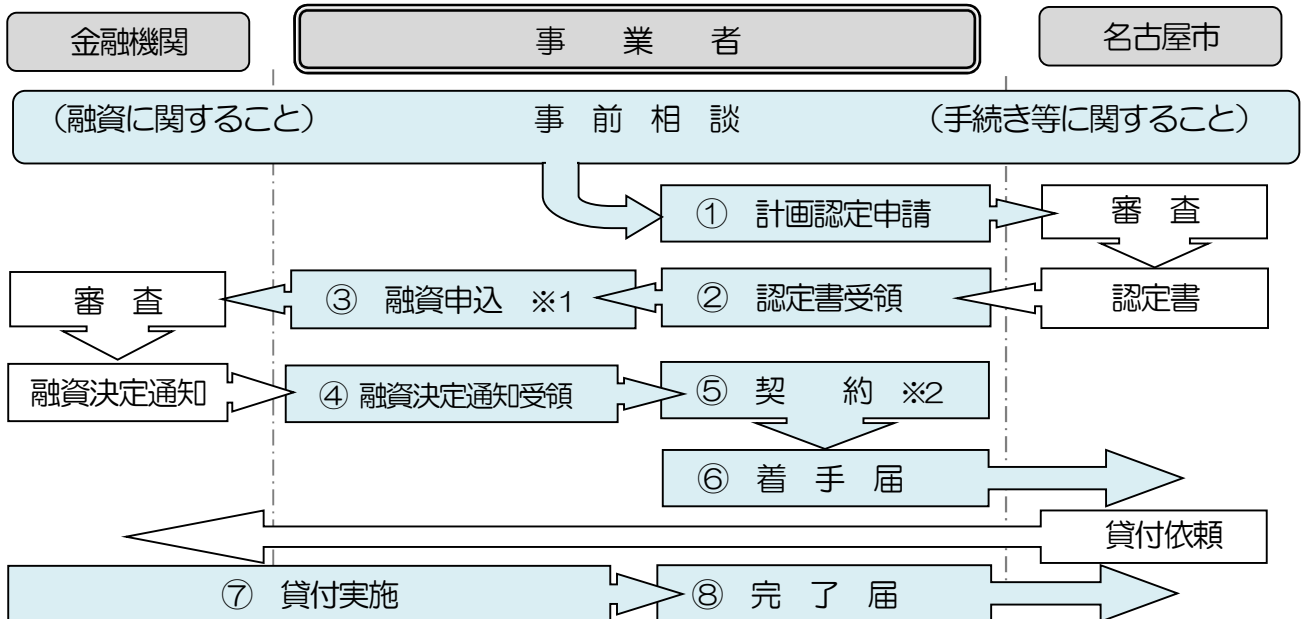 金融機関
事 業 者
名古屋市
（融資に関すること） 事 前 相 談 （手続き等に関すること）
① 計画認定申請
審 査
審 査
③ 融資申込 ※1
② 認定書受領
認定書
融資決定通知
④ 融資決定通知受領
⑤ 契 約 ※2
⑥ 着 手 届
貸付依頼
⑦ 貸付実施
⑧ 完 了 届